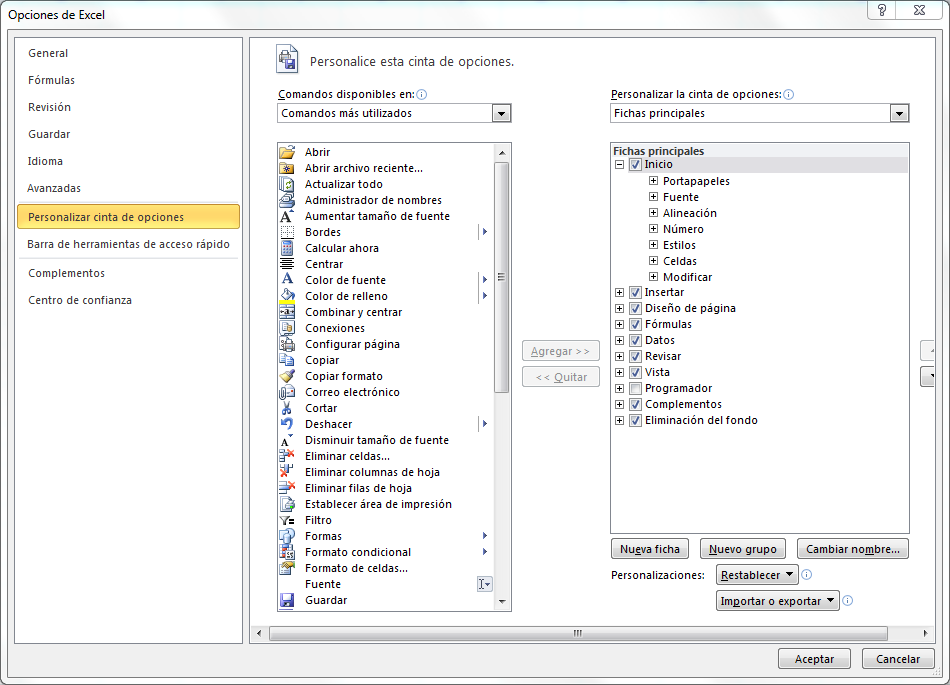 Opciones de Excel
General
Fórmulas
Revisión
Guardar
Idioma
Avanzadas
Personalizar cinta de opciones
Barra de herramientas de acceso rápido
Complementos
Centro de confianza
Personalice esta cinta de opciones.
Comandos disponibles en:
Comandos más utilizados
Abrir
Abrir archivo reciente...
Actualizar todo
Administrador de nombres
Aumentar tamaño de fuente
Bordes
Calcular ahora
Centrar
Color de fuente
Color de relleno
Combinar y centrar
Conexiones
Configurar página
Copiar
Copiar formato
Correo electrónico
Cortar
Deshacer
Disminuir tamaño de fuente
Eliminar celdas...
Eliminar columnas de hoja
Eliminar filas de hoja
Establecer área de impresión
Filtro
Formas
Formato condicional
Formato de celdas...
Fuente
Guardar
Agregar >>
<< Quitar
Personalizar la cinta de opciones:
Fichas principales
Fichas principales
Inicio
Portapapeles
Fuente
Alineación
Número
Estilos
Celdas
Modificar
Insertar
Diseño de página
Fórmulas
Datos
Revisar
Vista
Programador
Complementos
Eliminación del fondo
Nueva ficha
Nuevo grupo
Cambiar nombre...
Personalizaciones:
Restablecer
Importar o exportar
Aceptar
Cancelar